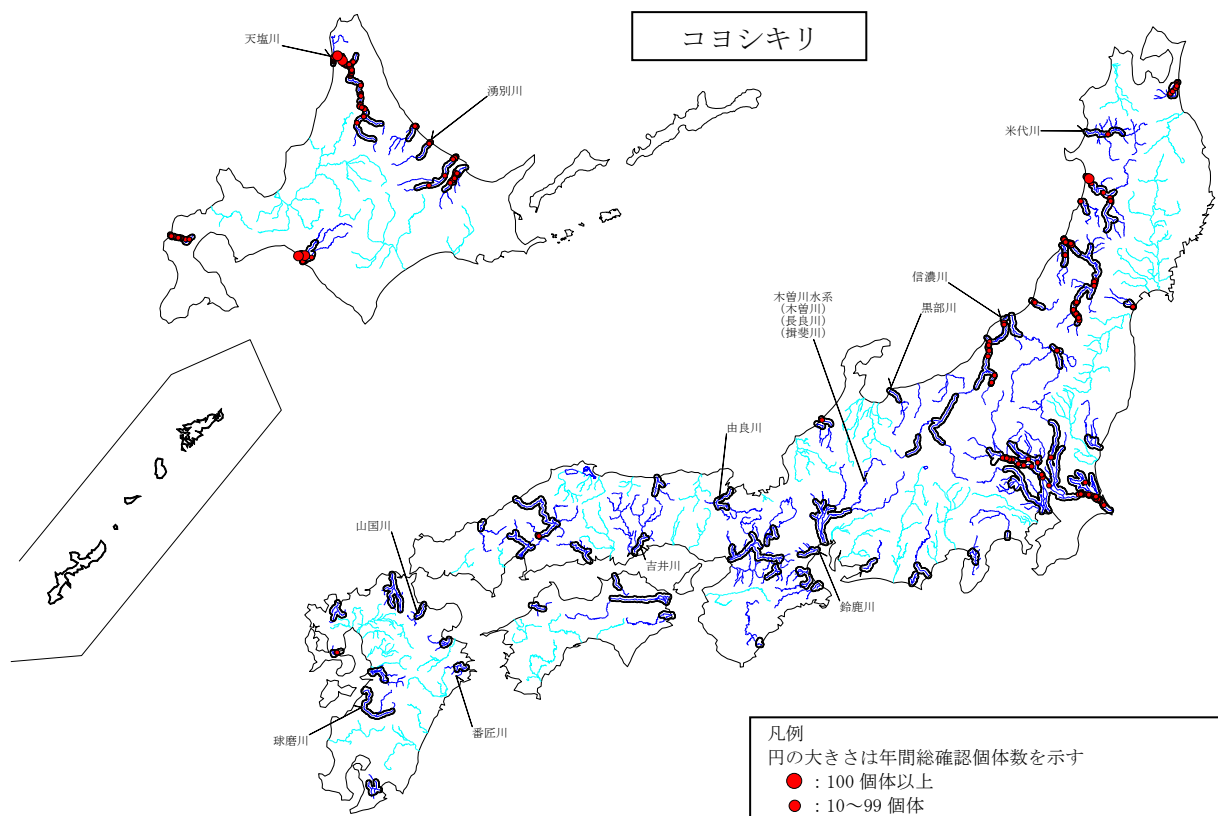 コヨシキリ
天塩川
湧別川
米代川
信濃川
木曽川水系
(木曽川)
(長良川)
(揖斐川)
黒部川
由良川
山国川
吉井川
鈴鹿川
球磨川
番匠川
凡例
円の大きさは年間総確認個体数を示す
:100 個体以上
:10～99 個体